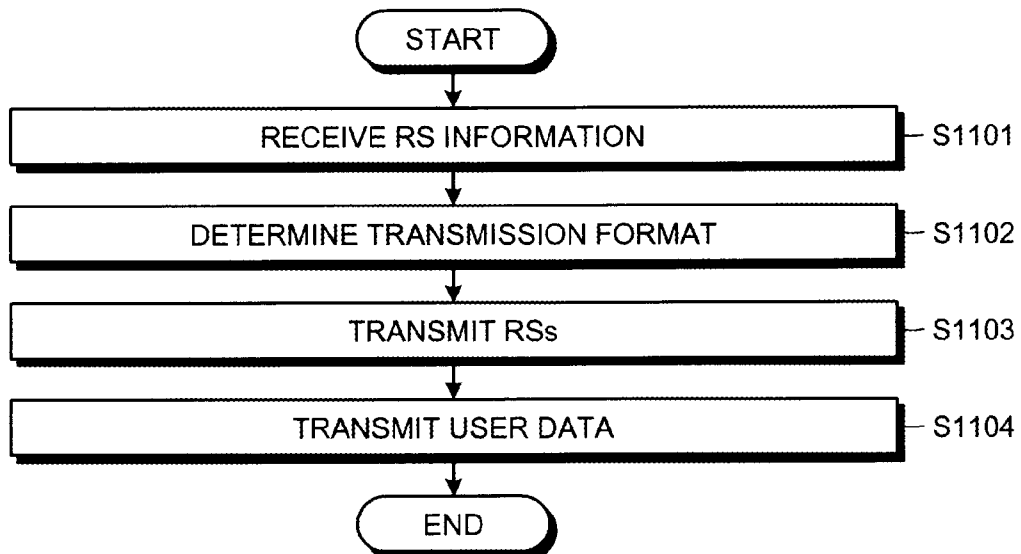 START
RECEIVE RS INFORMATION
S1101
DETERMINE TRANSMISSION FORMAT
S1102
TRANSMIT RSs
S1103
TRANSMIT USER DATA
S1104
END